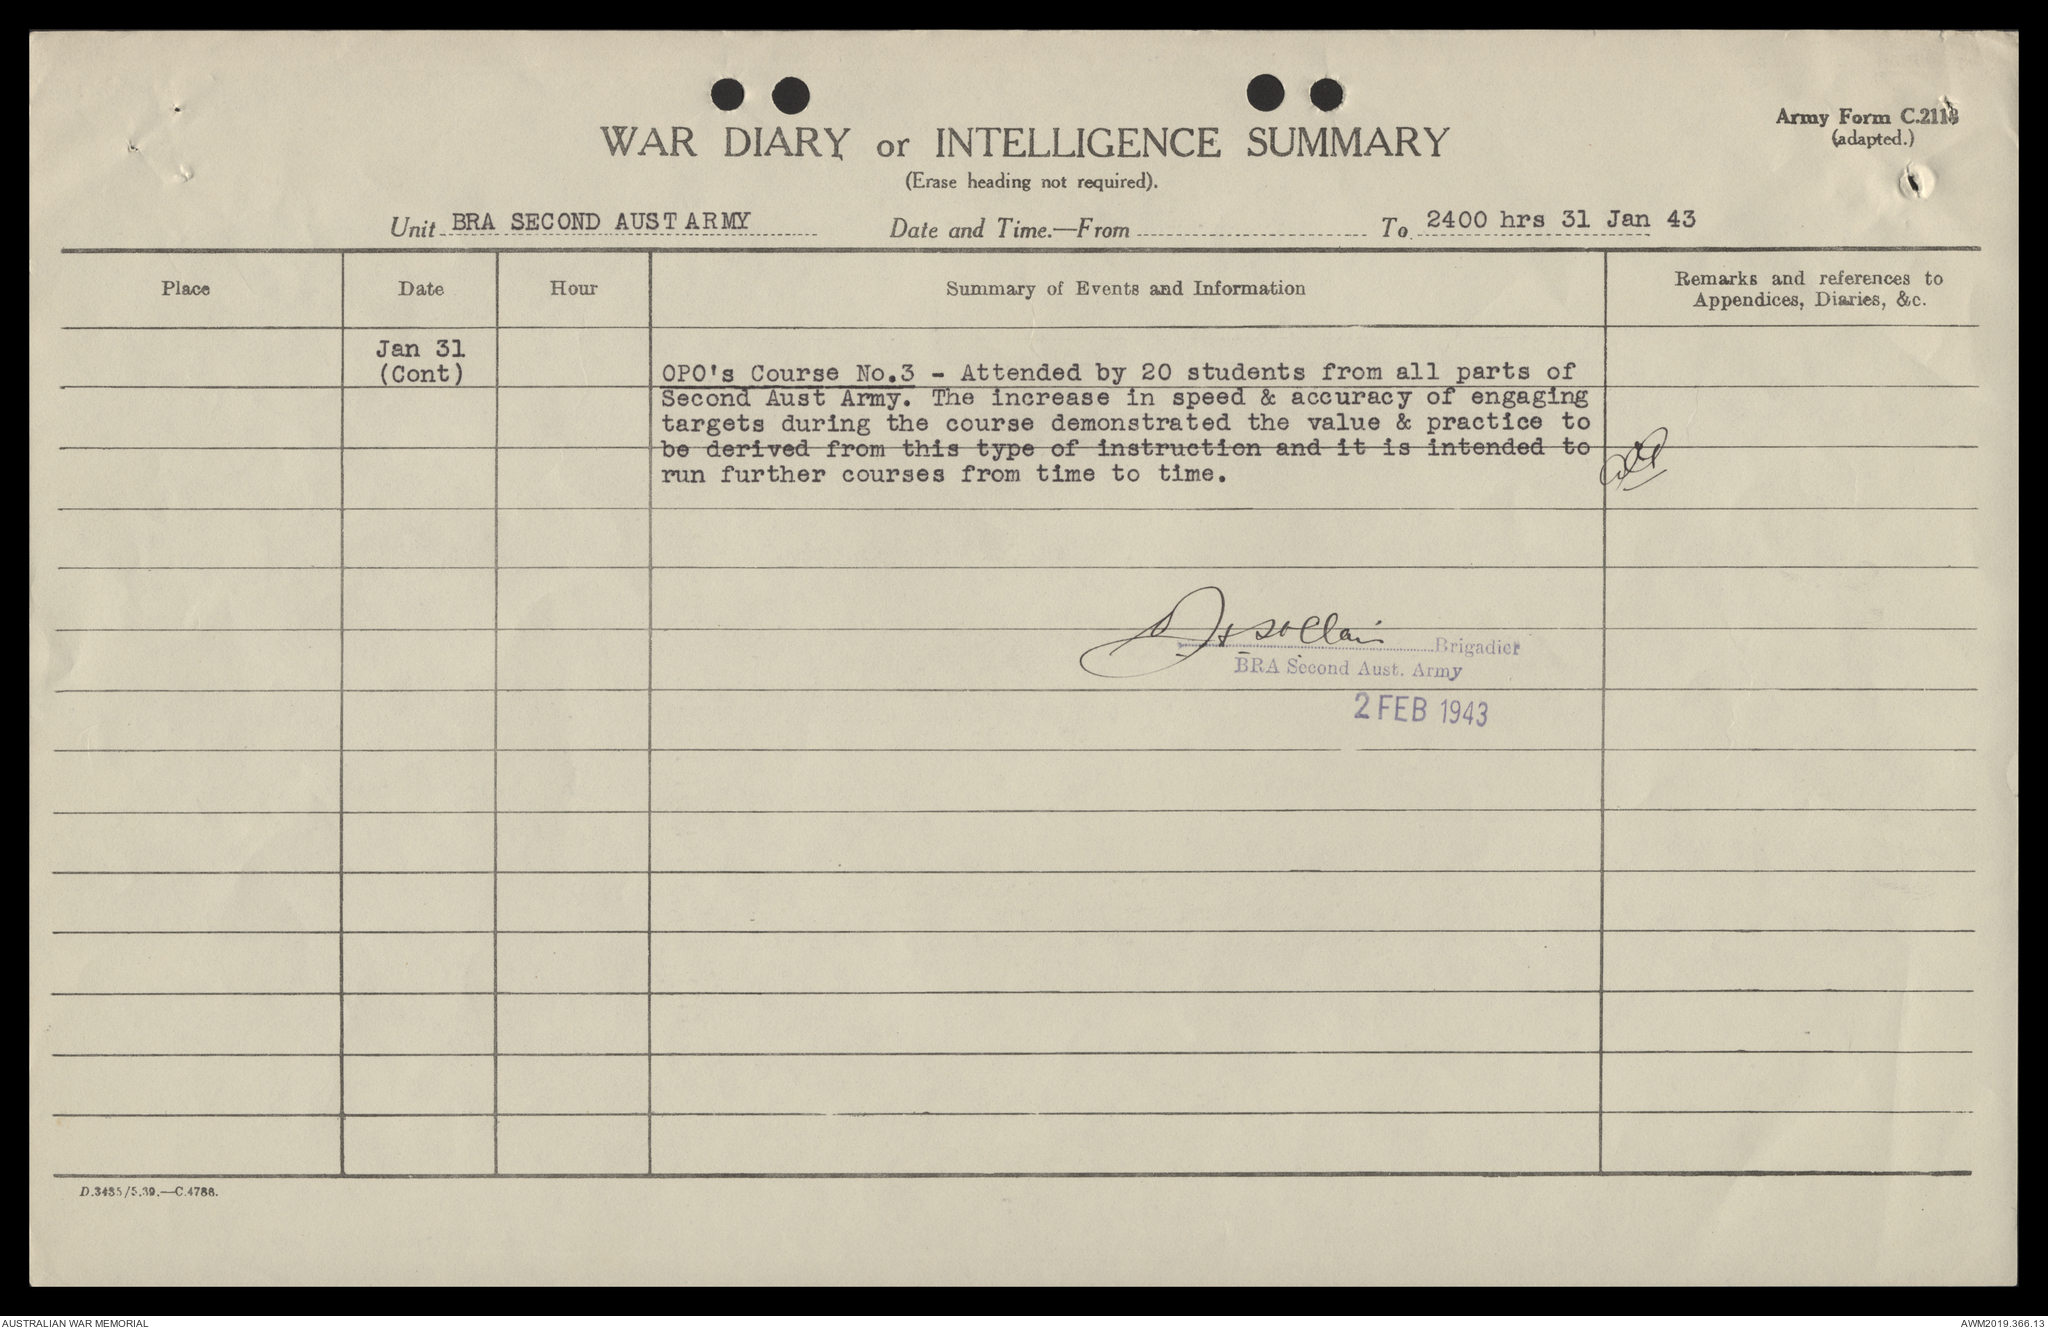 Army Form C.2118
(adapted.)
WAR DIARY or INTELLIGENCE SUMMARY
(Erase heading not required).
Unit BRA SECOND AUST ARMY Date and Time.—From To 2400 hrs 31 Jan 43
Place Date Hour Summary of Events and Information Remarks and references to
Appendices, Diaries, &c.
Jan 31
(Cont)
OPO's Course No.3 - Attended by 20 students from all parts of
Second Aust Army. The increase in speed & accuracy of engaging
targets during the course demonstrated the value & practice to
be derived from this type of instruction and it is intended to
run further courses from time to time.
Brigadier
BRA Second Aust. Army
2 FEB 1943
D.3435/5.39.—C.4788.
AUSTRALIAN WAR MEMORIAL
AWM2019.366.13